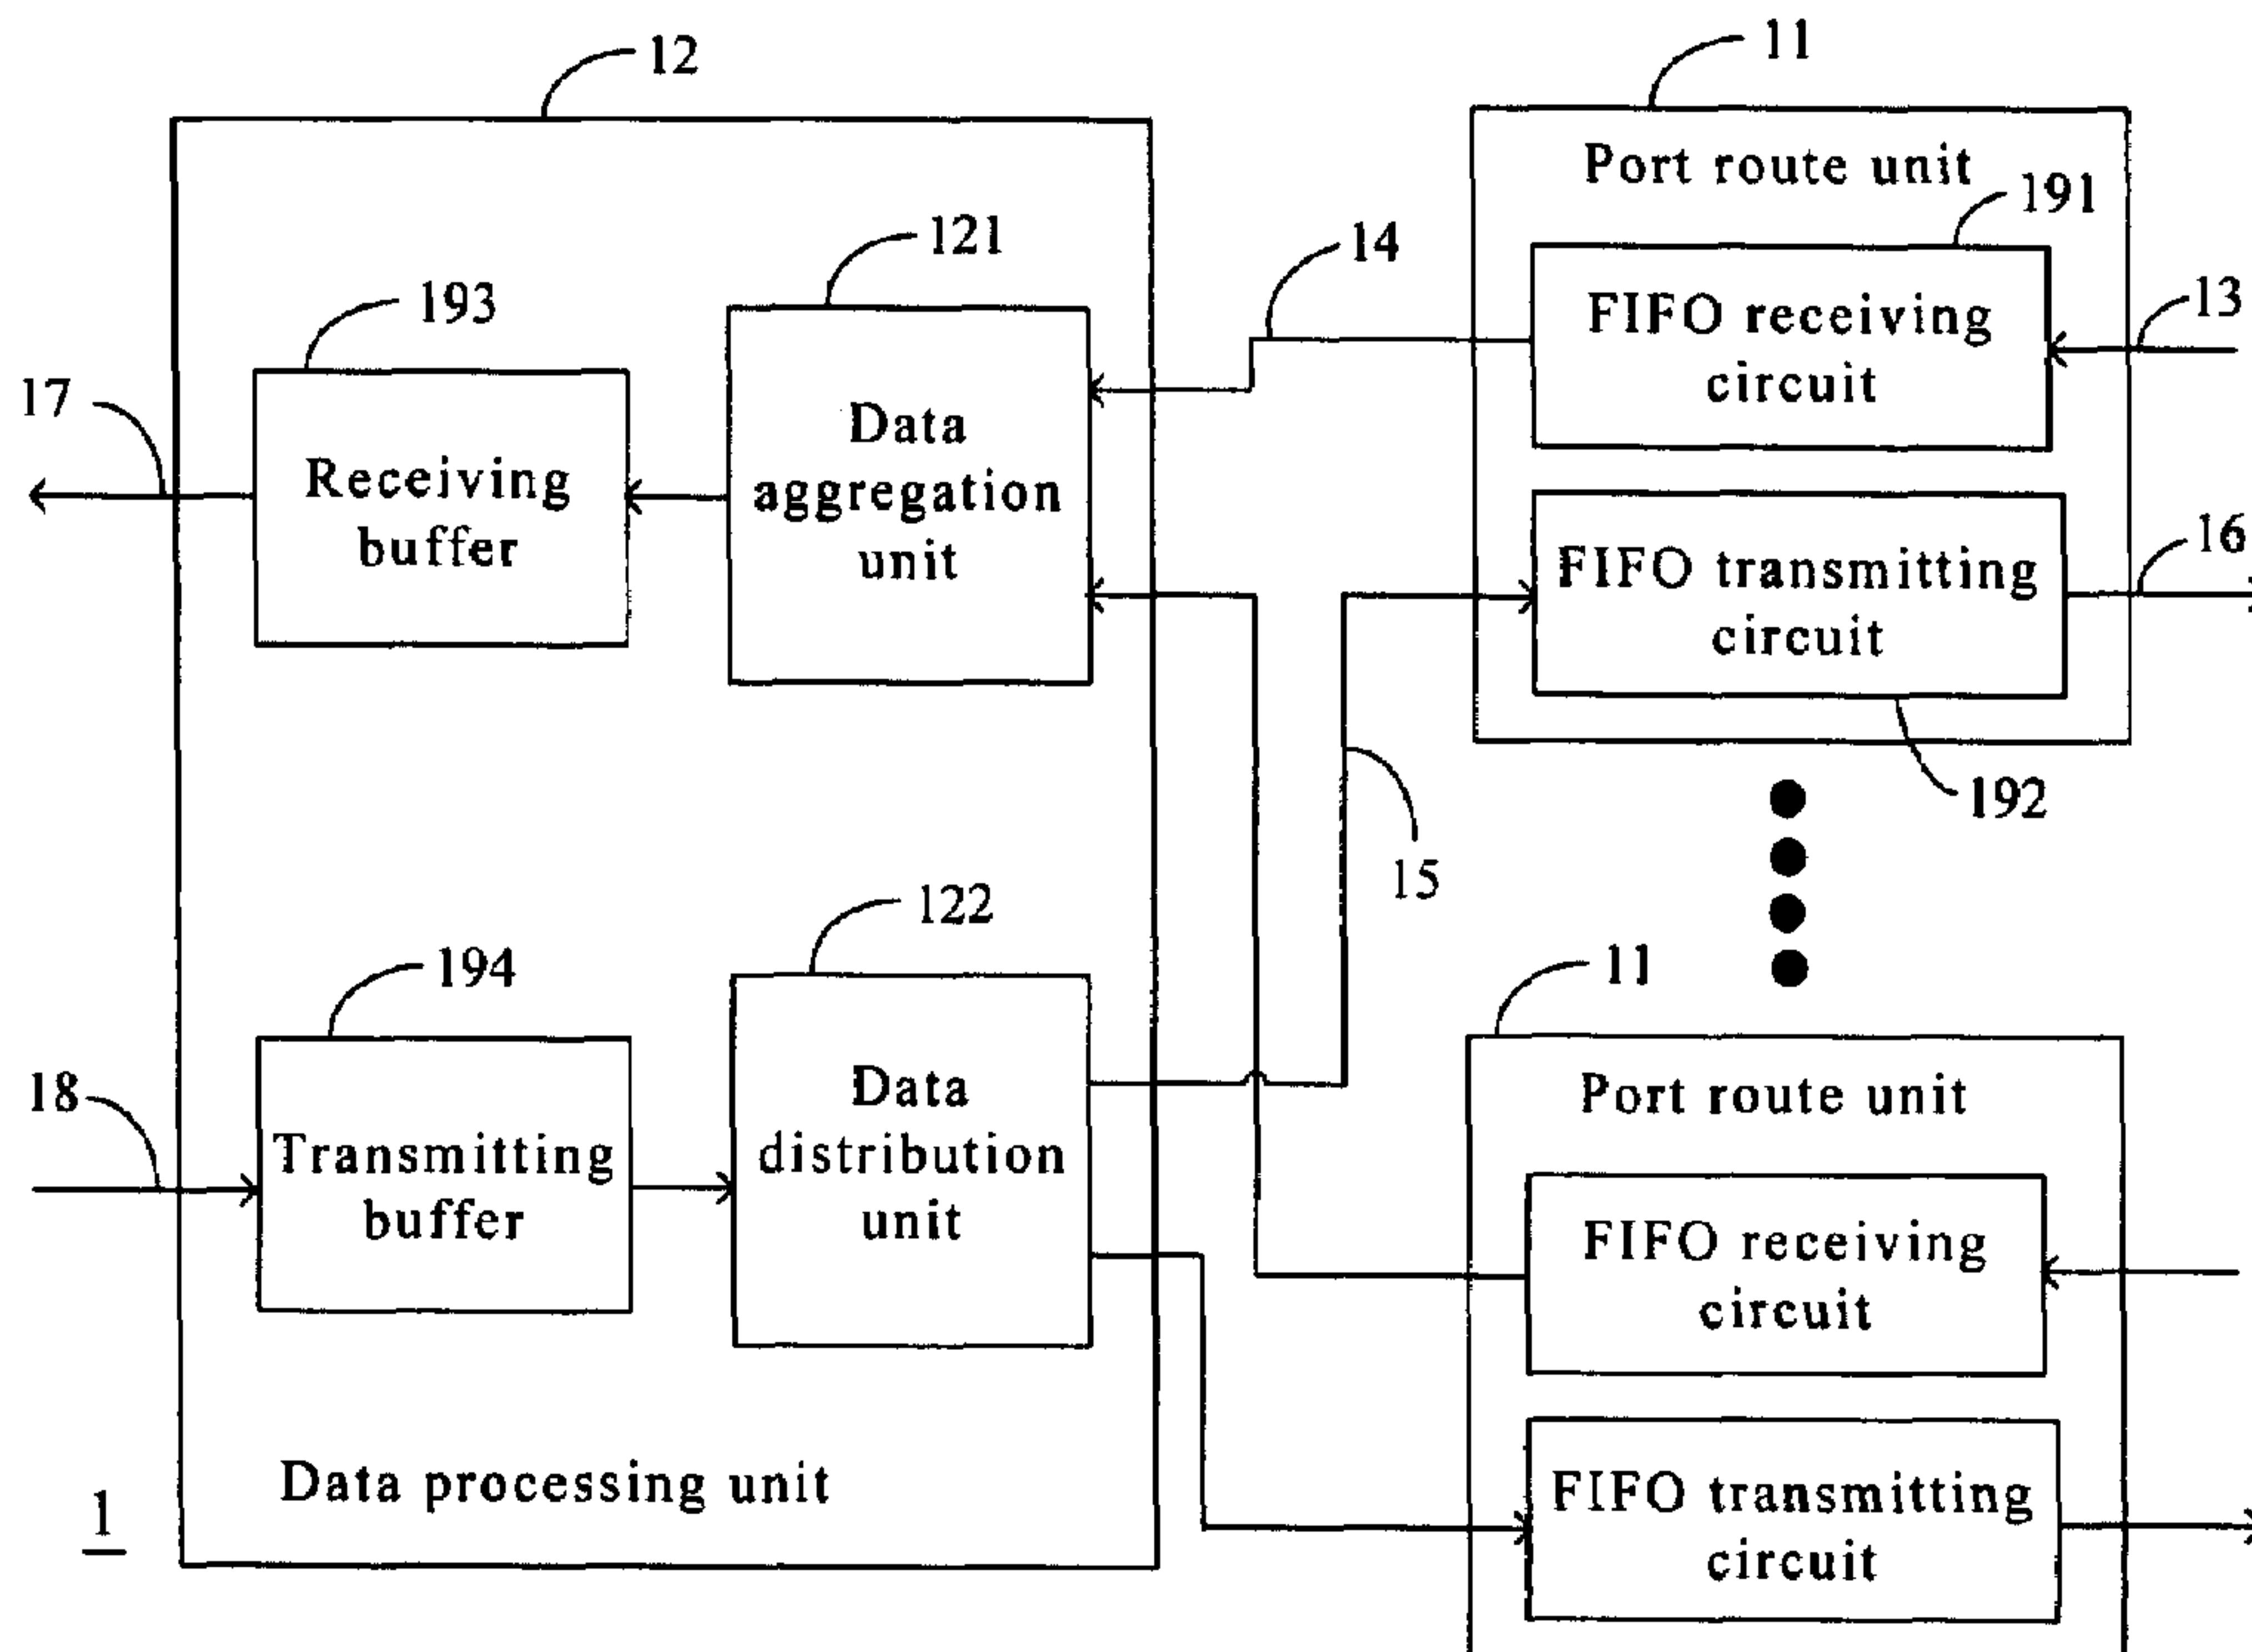 12
11
Port route unit
191
121
14
193
FIFO receiving
circuit
13
17
Data
aggregation
unit
Receiving
buffer
16
FIFO transmitting
circuit
192
15
122
194
11
18
Data
distribution
unit
Port route unit
Transmitting
buffer
FIFO receiving
circuit
Data processing unit
1
FIFO transmitting
circuit